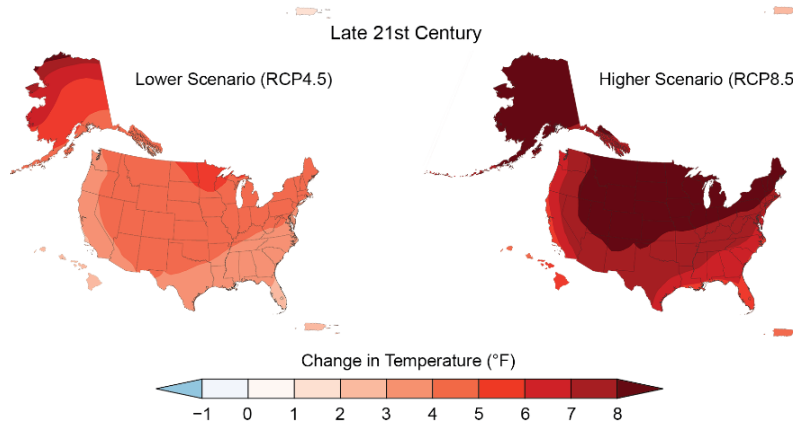 Late 21st Century
Lower Scenario (RCP4.5)
Higher Scenario (RCP8.5
Change in Temperature (°F)
−1 0 1 2 3 4 5 6 7 8